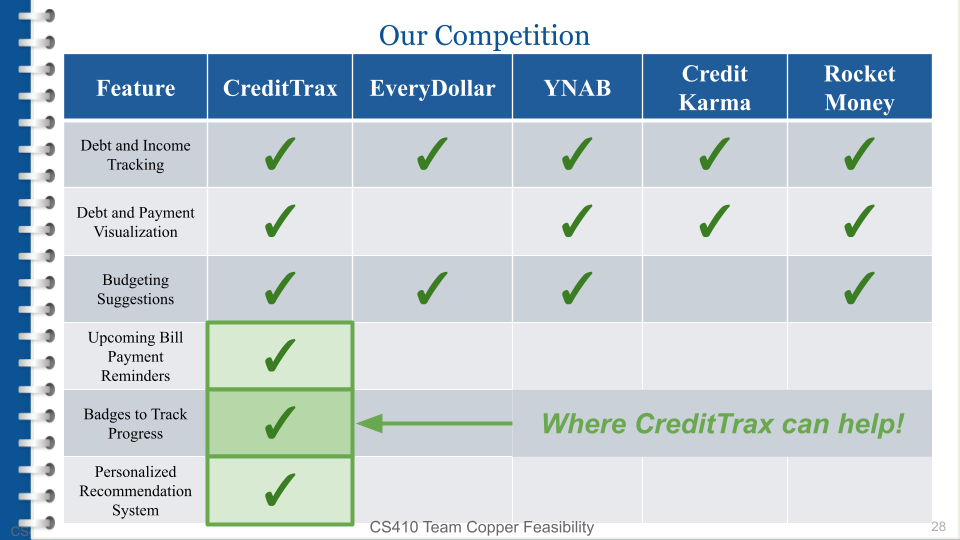 Our Competition
Feature
CreditTrax
EveryDollar
YNAB
Credit
Karma
Rocket
Money
Debt and Income
Tracking
✓ ✓ ✓ ✓ ✓
Debt and Payment
Visualization
✓ ✓ ✓ ✓
Budgeting
Suggestions
✓ ✓ ✓ ✓
Upcoming Bill
Payment
Reminders
✓
Badges to Track
Progress
✓
Where CreditTrax can help!
Personalized
Recommendation
System
✓
CS
CS410 Team Copper Feasibility
28